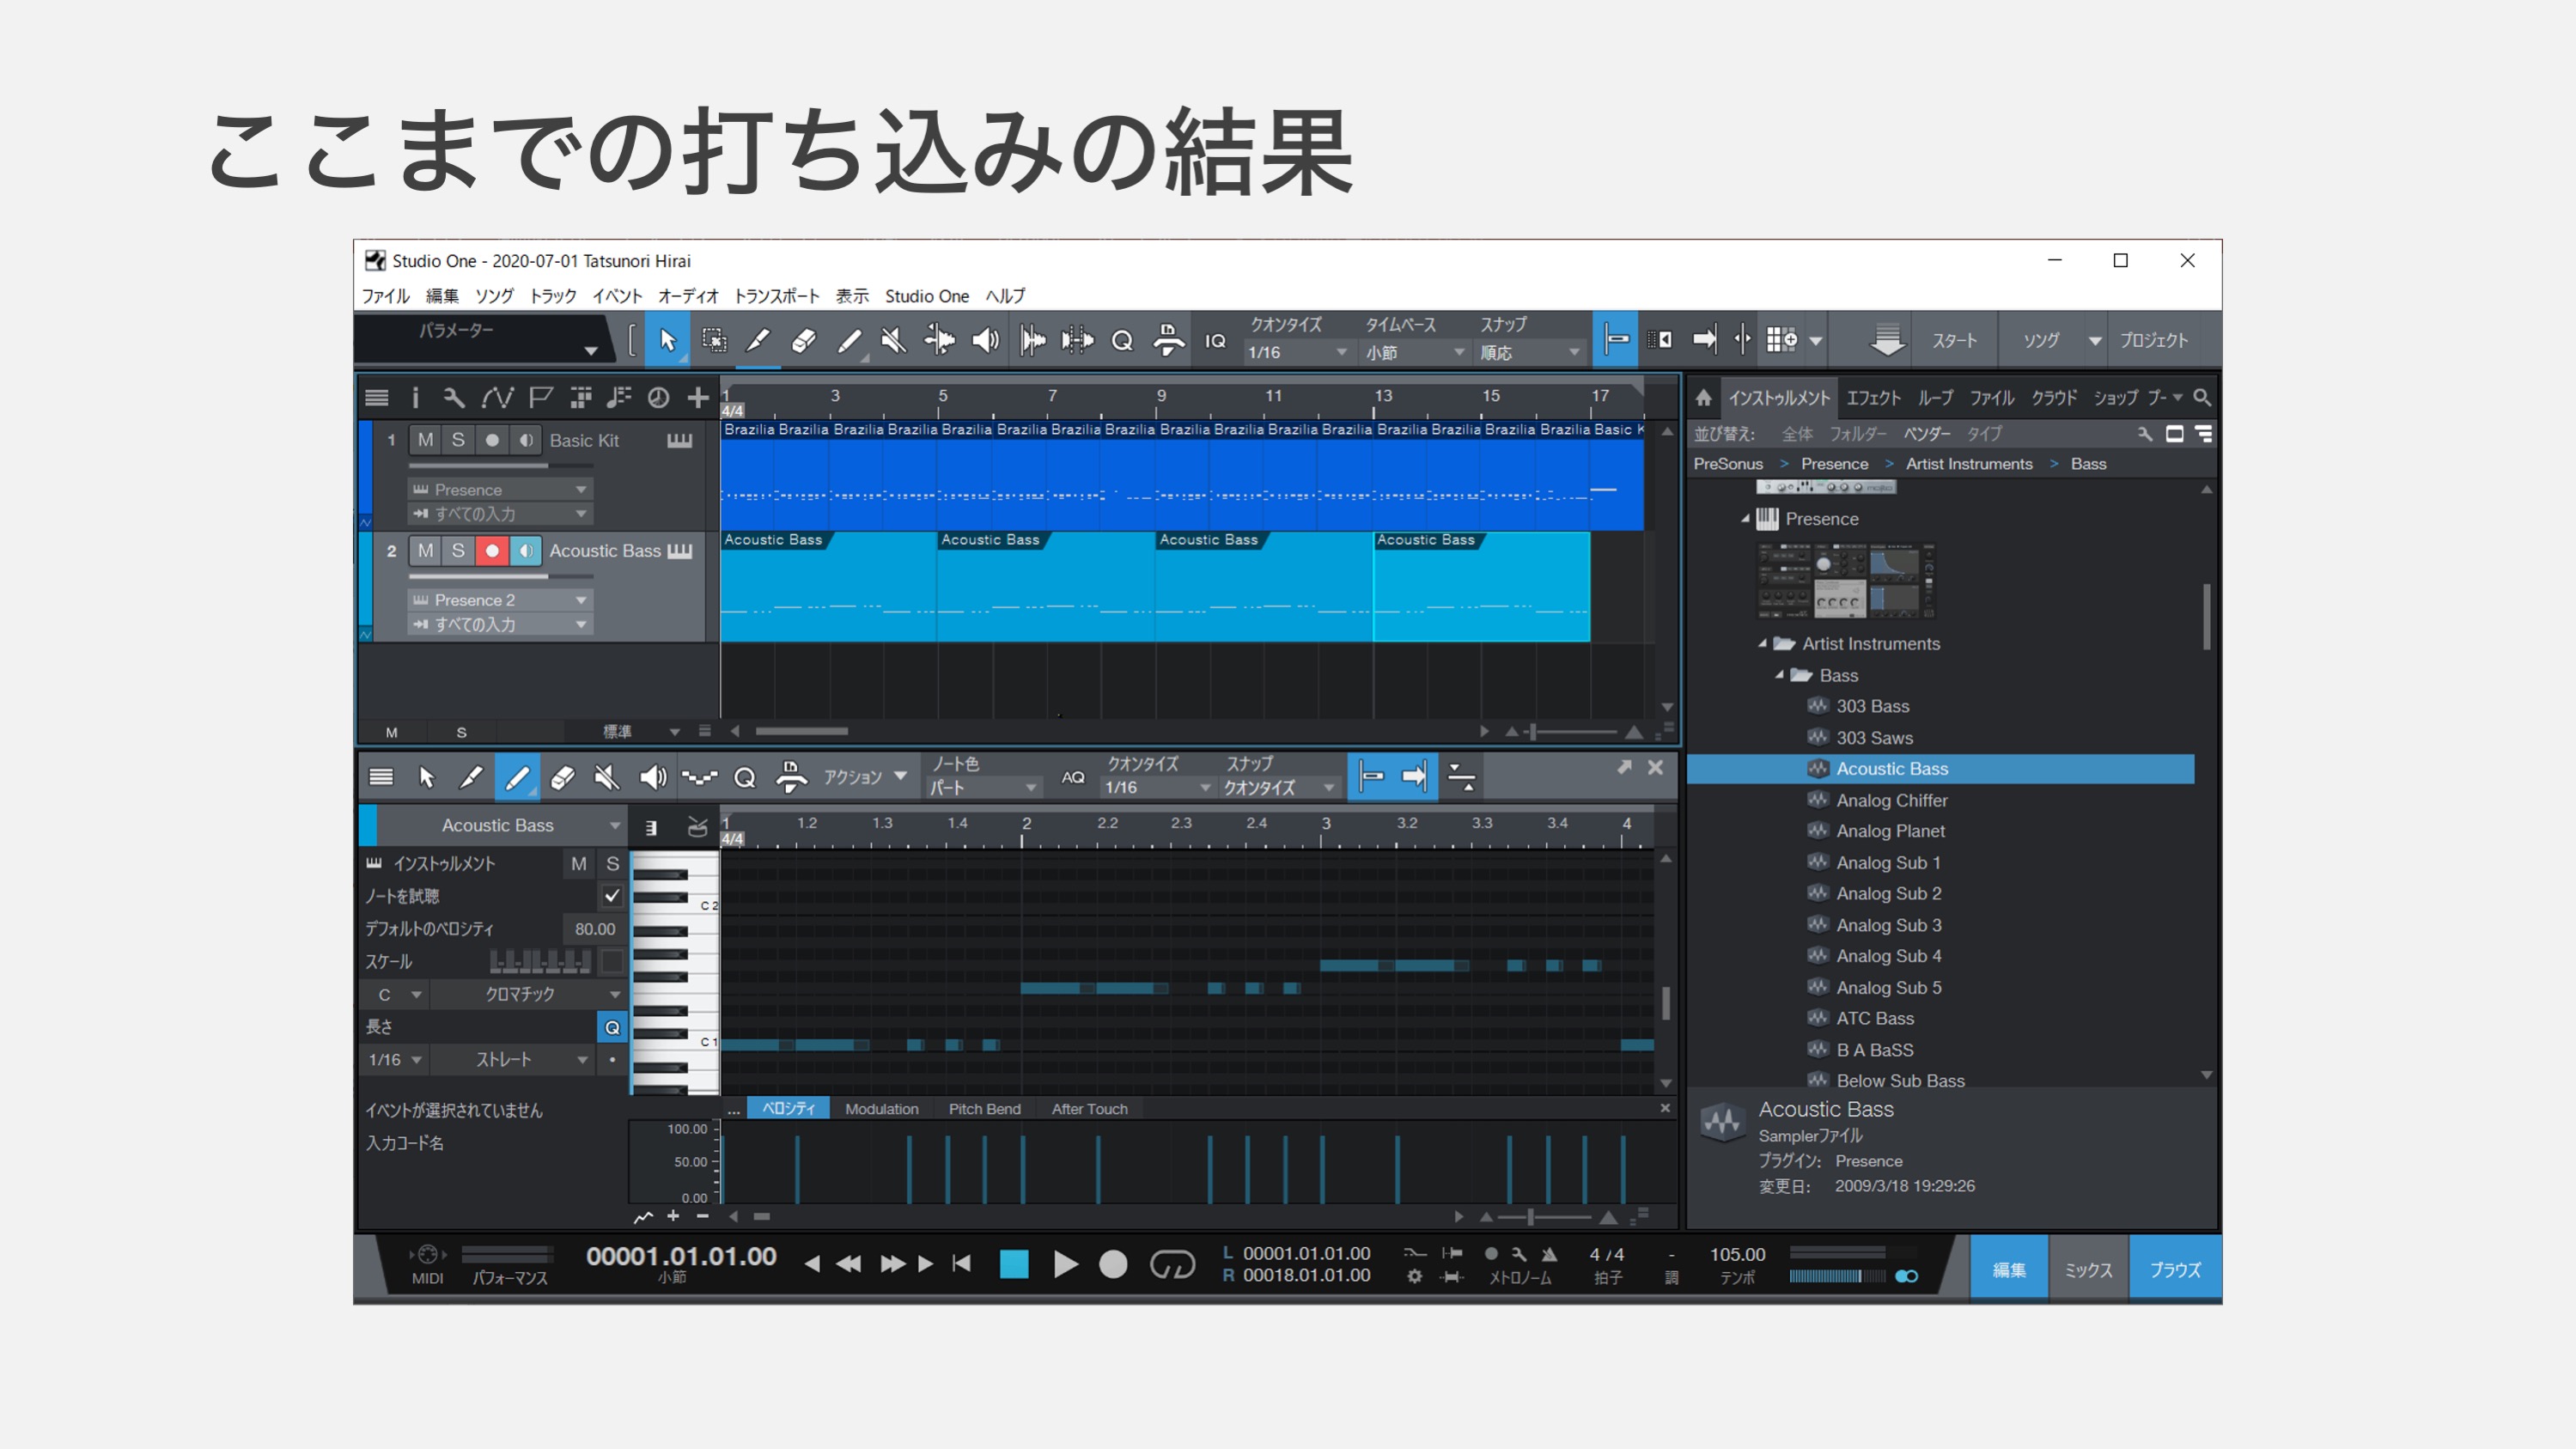 ここまでの打ち込みの結果
Studio One - 2020-07-01 Tatsunori Hirai
ファイル 編集 ソング トラック イベント オーディオ トランスポート 表示 Studio One ヘルプ
パラメーター
IQ
クオンタイズ タイムベース スナップ
1/16 小節 順応
スタート ソング プロジェクト
1 3 5 7 9 11 13 15 17
4/4
1 M S Basic Kit
Presence
すべての入力
Brazilia Brazilia Brazilia Brazilia Brazilia Brazilia Brazilia Brazilia Brazilia Brazilia Brazilia Brazilia Brazilia Brazilia Brazilia Brazilia Basic K
2 M S Acoustic Bass
Presence 2
すべての入力
Acoustic Bass Acoustic Bass Acoustic Bass Acoustic Bass
M S 標準
インストゥルメント エフェクト ループ ファイル クラウド ショップ プー
並び替え: 全体 フォルダー ベンダー タイプ
PreSonus > Presence > Artist Instruments > Bass
Presence
Artist Instruments
Bass
303 Bass
303 Saws
Acoustic Bass
Analog Chiffer
Analog Planet
Analog Sub 1
Analog Sub 2
Analog Sub 3
Analog Sub 4
Analog Sub 5
ATC Bass
B A BaSS
Below Sub Bass
Acoustic Bass
Samplerファイル
プラグイン: Presence
変更日: 2009/3/18 19:29:26
アクション
ノート色
パート
AQ
クオンタイズ スナップ
1/16 クオンタイズ
Acoustic Bass
1 1.2 1.3 1.4 2 2.2 2.3 2.4 3 3.2 3.3 3.4 4
4/4
インストゥルメント M S
ノートを試聴
デフォルトのベロシティ 80.00
スケール
C クロマチック
長さ Q
1/16 ストレート
イベントが選択されていません
入力コード名
C 2
C 1
... ベロシティ Modulation Pitch Bend After Touch
100.00
50.00
0.00
MIDI パフォーマンス
00001.01.01.00
小節
L 00001.01.01.00
R 00018.01.01.00
メトロノーム
4 / 4
拍子
-
調
105.00
テンポ
編集 ミックス ブラウズ